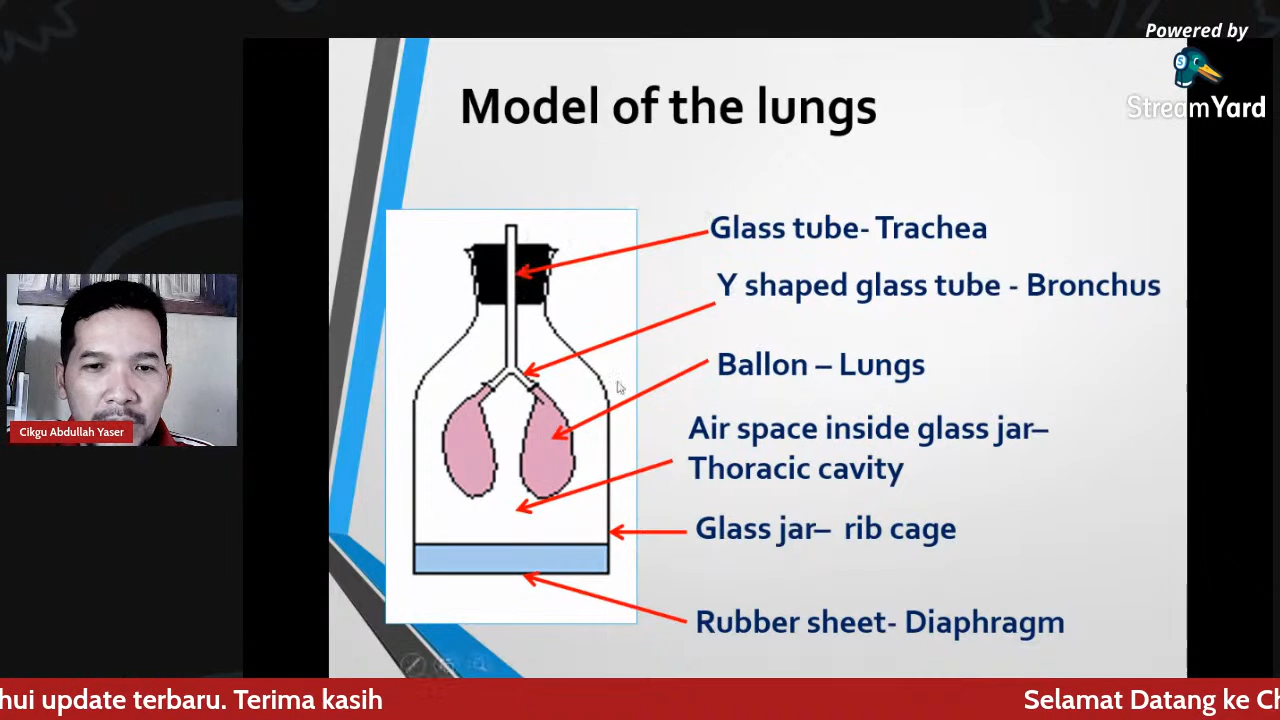 Powered by
StreamYard
Model of the lungs
Glass tube- Trachea
Y shaped glass tube - Bronchus
Ballon – Lungs
Air space inside glass jar–
Thoracic cavity
Glass jar– rib cage
Rubber sheet- Diaphragm
Cikgu Abdullah Yaser
hui update terbaru. Terima kasih
Selamat Datang ke Ch